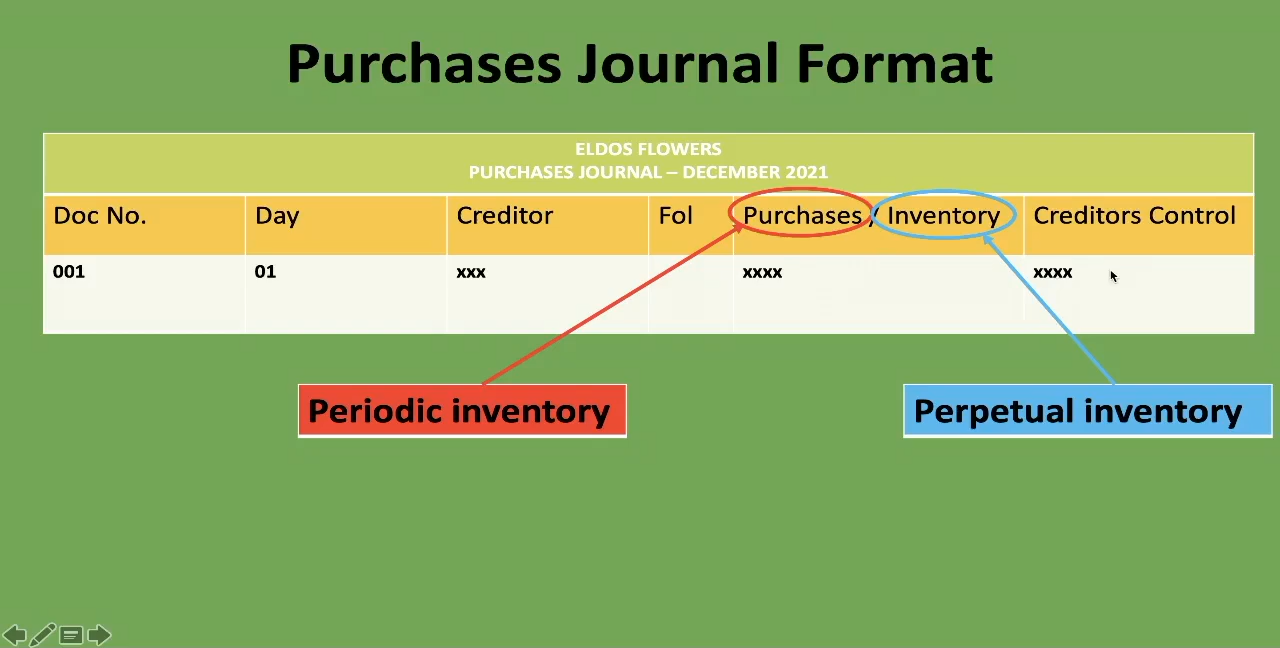 Purchases Journal Format
ELDOS FLOWERS
PURCHASES JOURNAL – DECEMBER 2021
Doc No. Day Creditor Fol Purchases / Inventory Creditors Control
001 01 xxx xxxx xxxx
Periodic inventory Perpetual inventory